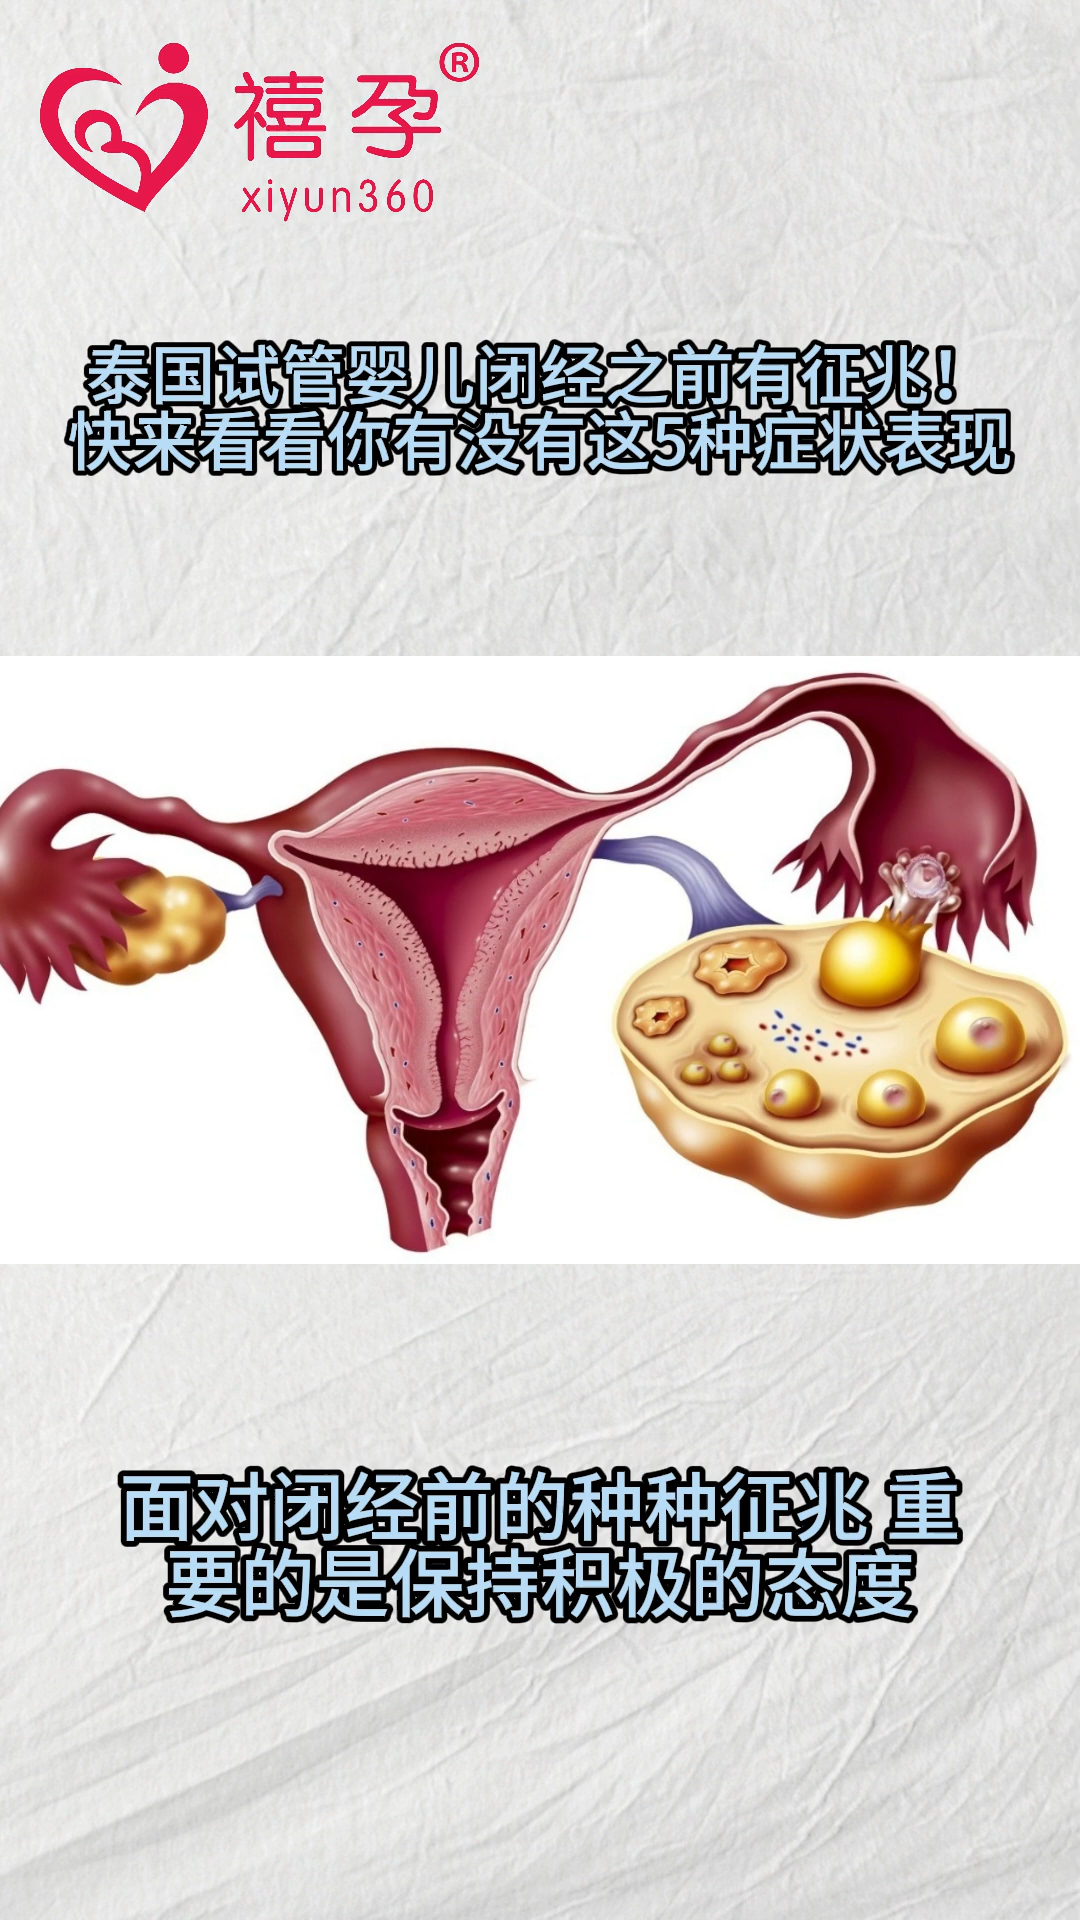 禧孕®
xiyun360
泰国试管婴儿闭经之前有征兆！
快来看看你有没有这5种症状表现
面对闭经前的种种征兆 重
要的是保持积极的态度